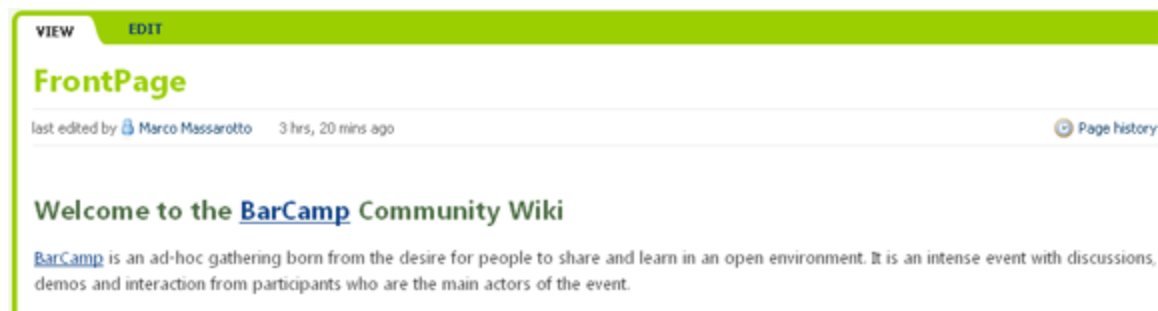 VIEW EDIT
FrontPage
last edited by Marco Massarotto 3 hrs, 20 mins ago Page history
Welcome to the BarCamp Community Wiki
BarCamp is an ad-hoc gathering born from the desire for people to share and learn in an open environment. It is an intense event with discussions,
demos and interaction from participants who are the main actors of the event.